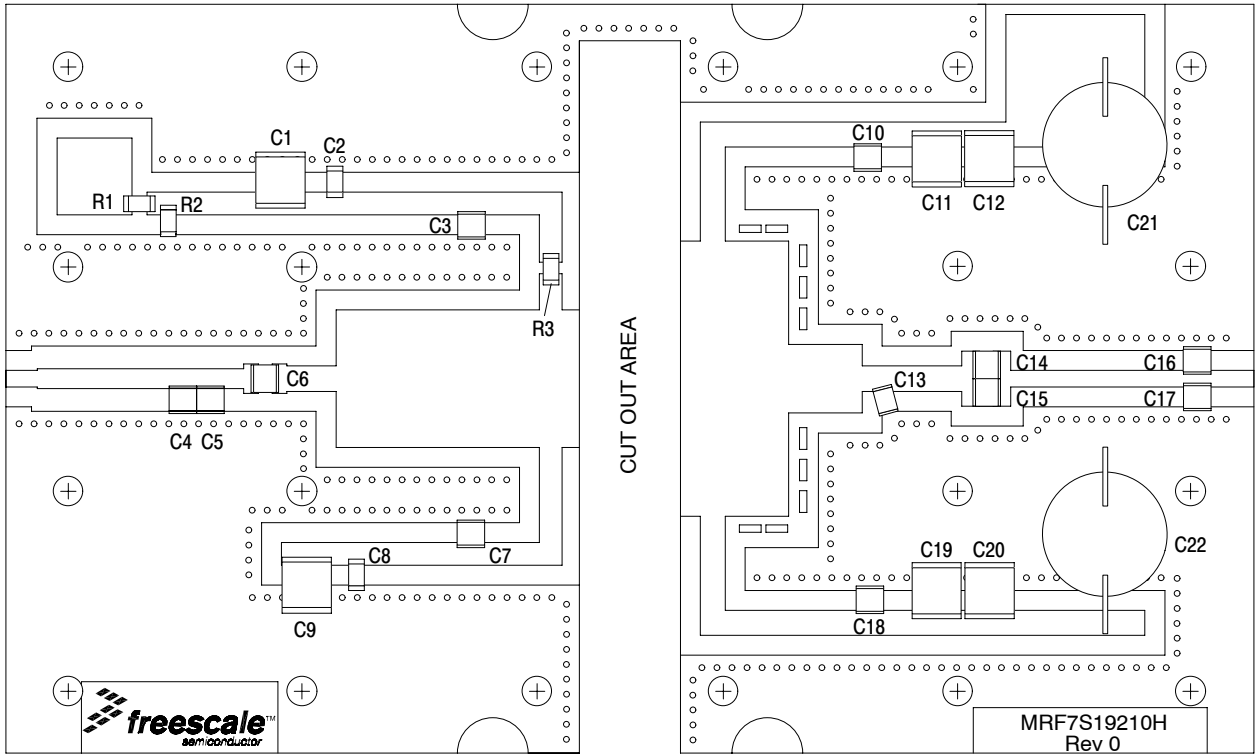 C1
C2
C10
R1
R2
C3
C11
C12
C21
R3
CUT OUT AREA
C6
C14
C16
C13
C15
C17
C4
C5
C8
C7
C19
C20
C22
C9
C18
freescale™
semiconductor
MRF7S19210H
Rev 0